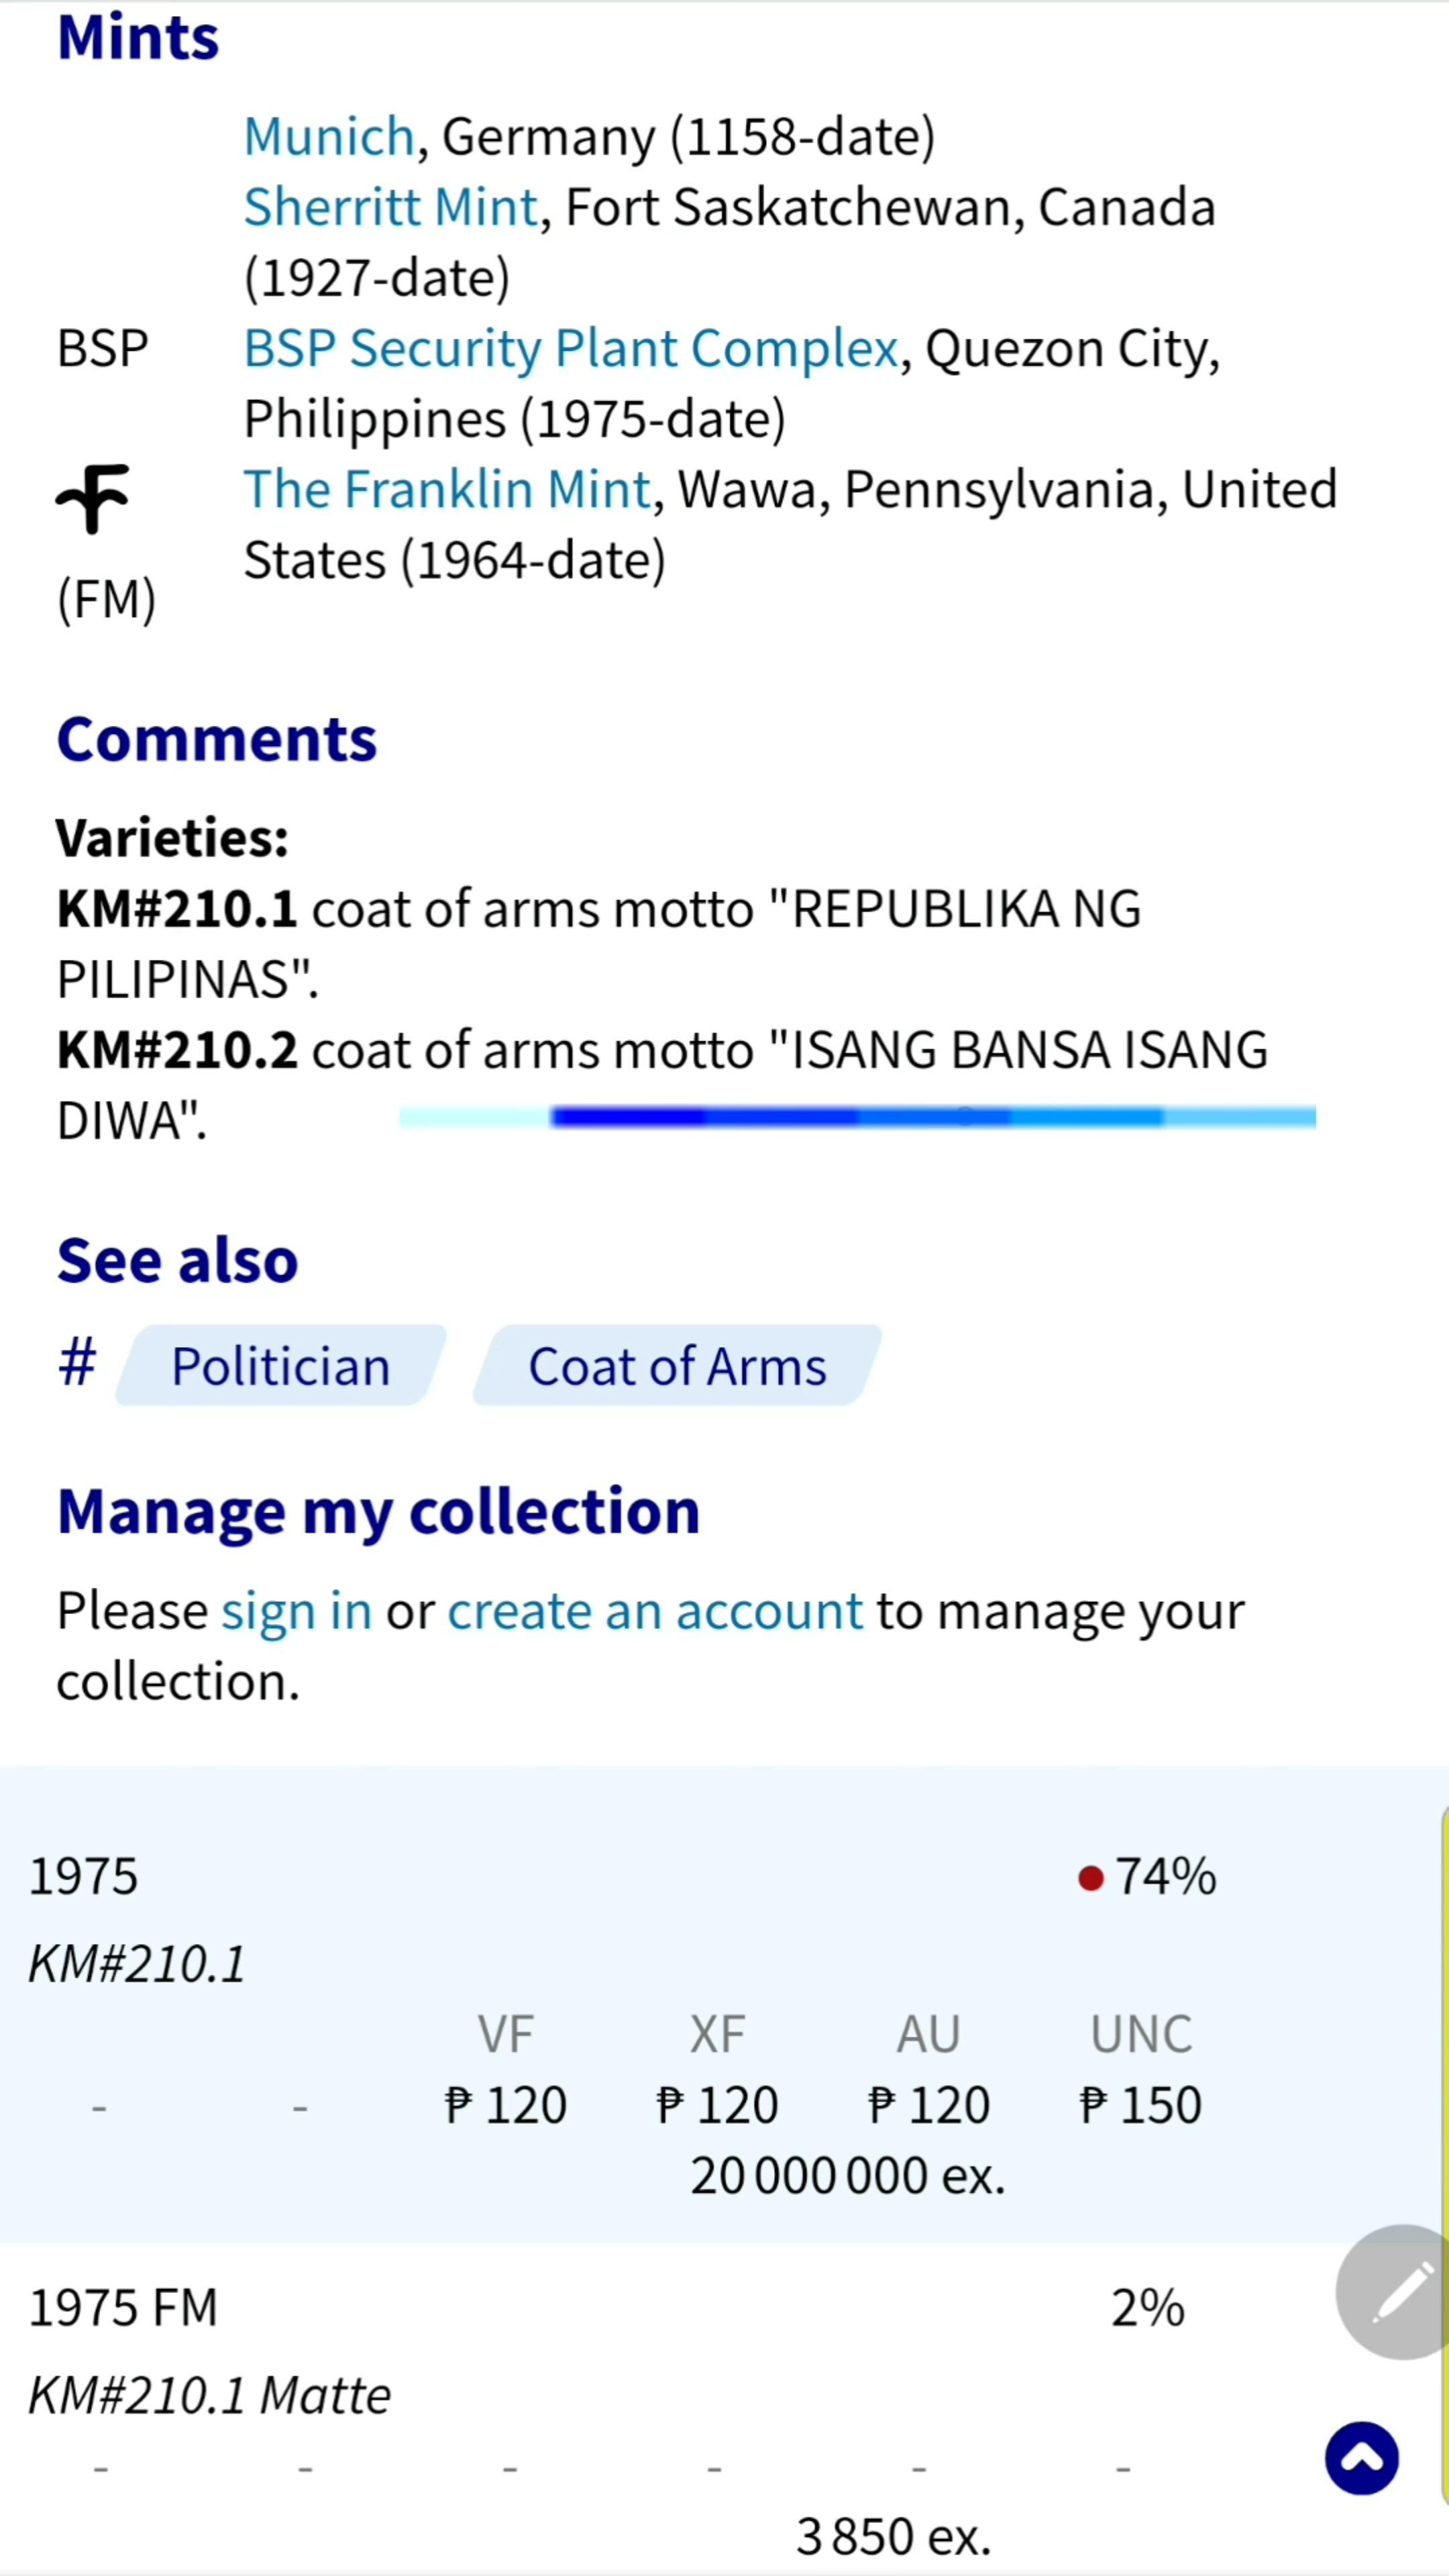 Mints
Munich, Germany (1158-date)
Sherritt Mint, Fort Saskatchewan, Canada
(1927-date)
BSP BSP Security Plant Complex, Quezon City,
Philippines (1975-date)
The Franklin Mint, Wawa, Pennsylvania, United
States (1964-date)
(FM)
Comments
Varieties:
KM#210.1 coat of arms motto "REPUBLIKA NG
PILIPINAS".
KM#210.2 coat of arms motto "ISANG BANSA ISANG
DIWA".
See also
# Politician Coat of Arms
Manage my collection
Please sign in or create an account to manage your
collection.
1975 74%
KM#210.1
VF XF AU UNC
- - ₱ 120 ₱ 120 ₱ 120 ₱ 150
20 000 000 ex.
1975 FM 2%
KM#210.1 Matte
- - - - - -
3 850 ex.